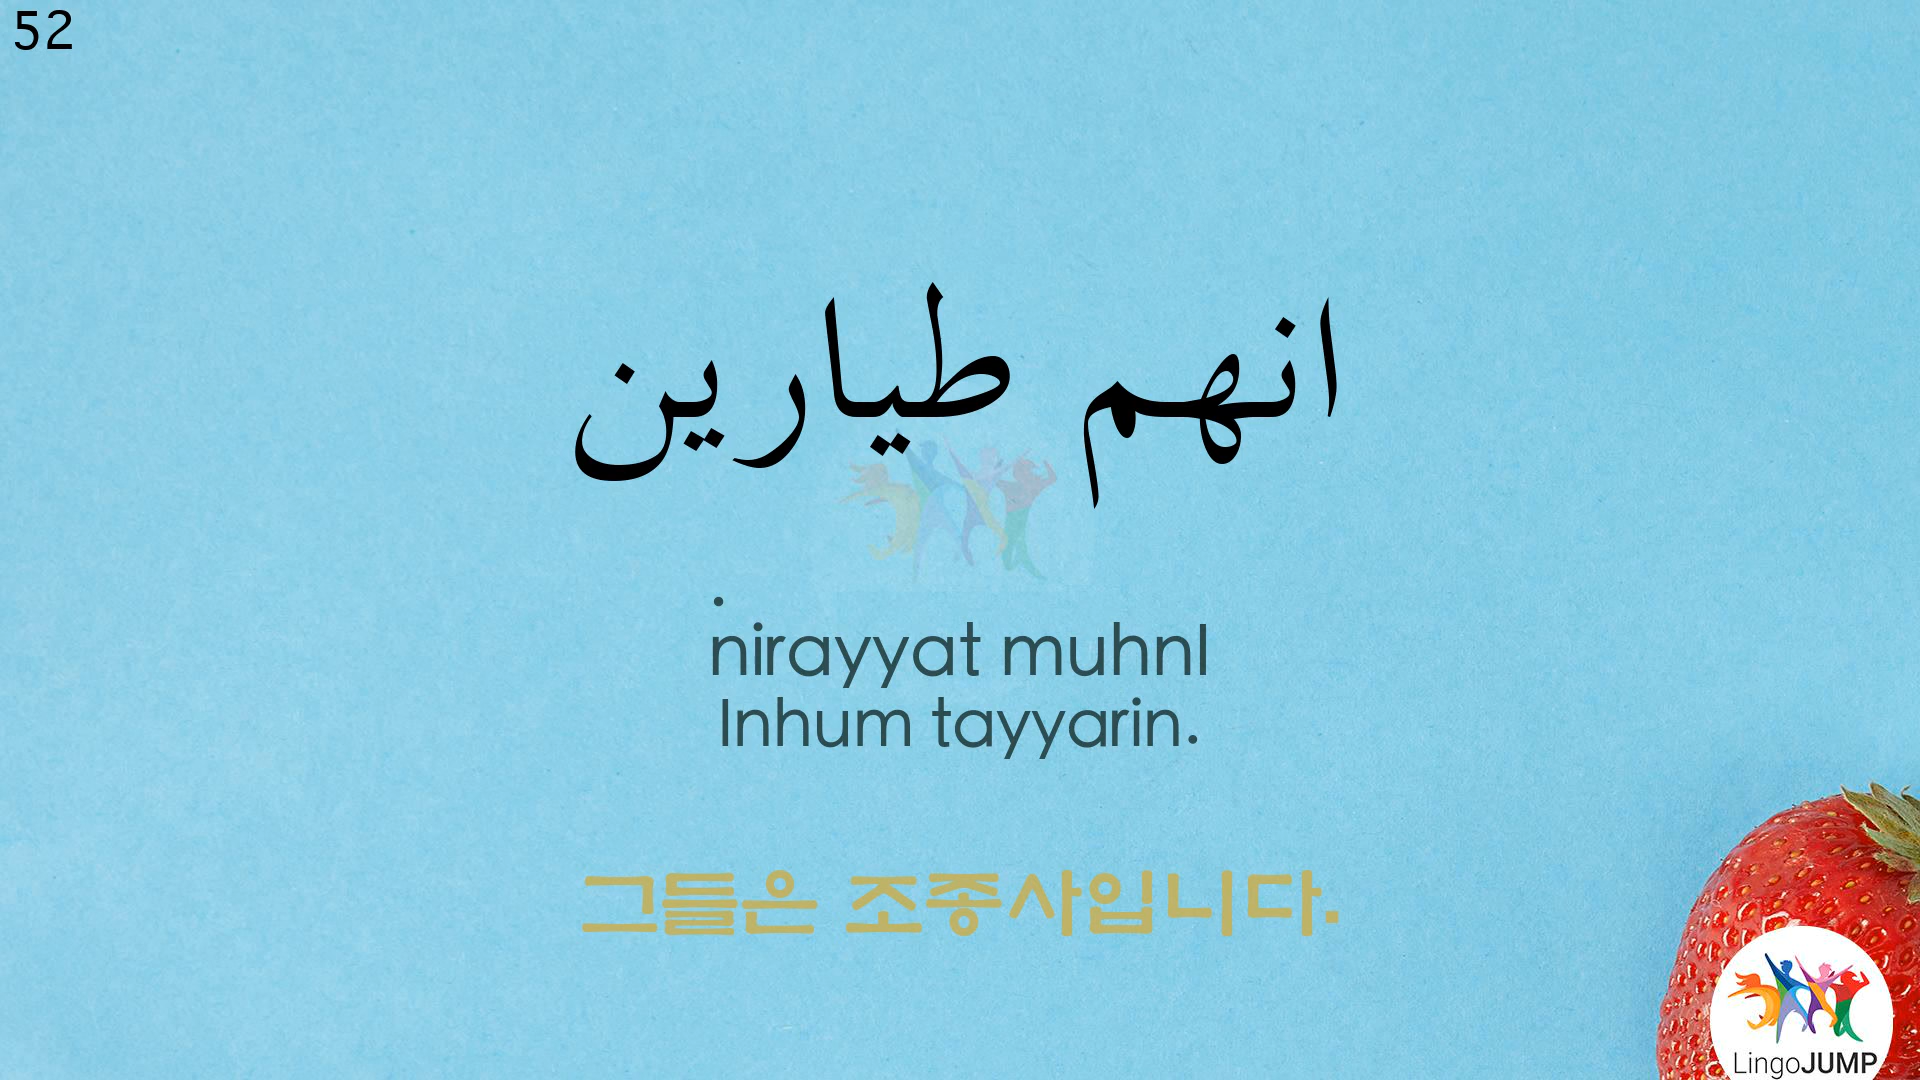 52
انهم طيارين
.
nirayyat muhnI
Inhum tayyarin.
그들은 조종사입니다.
LingoJUMP